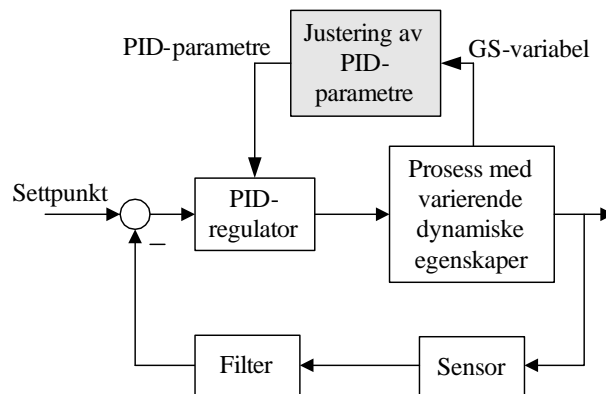 PID-parametre
Justering av
PID-
parametre
GS-variabel
Settpunkt
PID-
regulator
Prosess med
varierende
dynamiske
egenskaper
Filter
Sensor